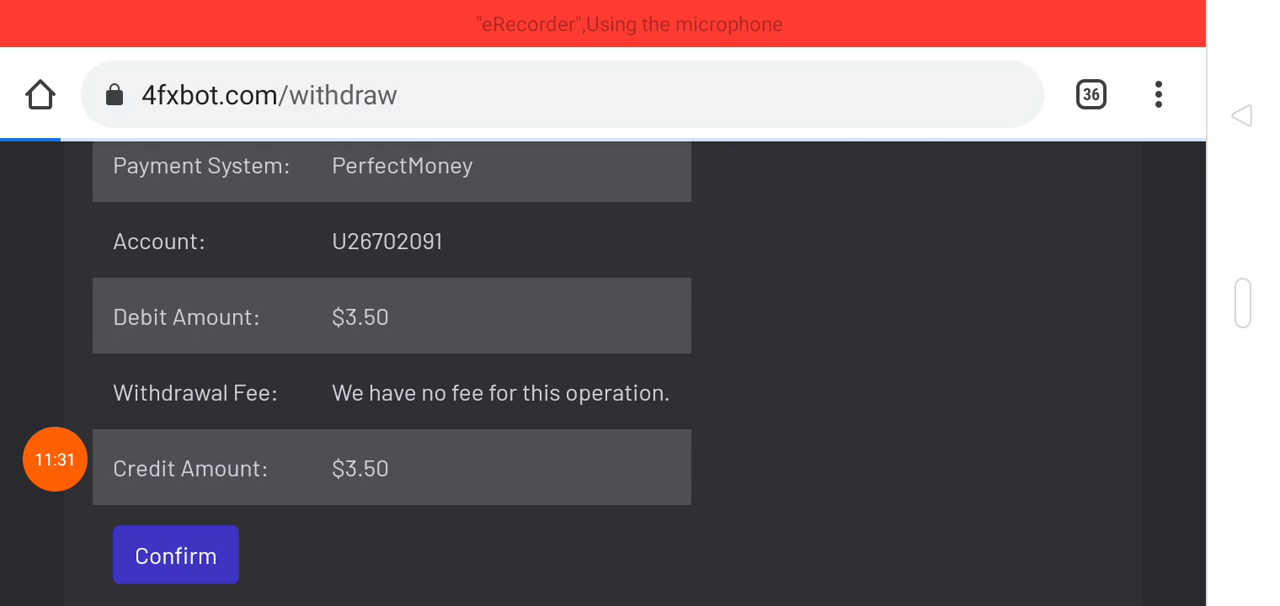 "eRecorder",Using the microphone
4fxbot.com/withdraw
36
Payment System: PerfectMoney
Account: U26702091
Debit Amount: $3.50
Withdrawal Fee: We have no fee for this operation.
11:31
Credit Amount: $3.50
Confirm